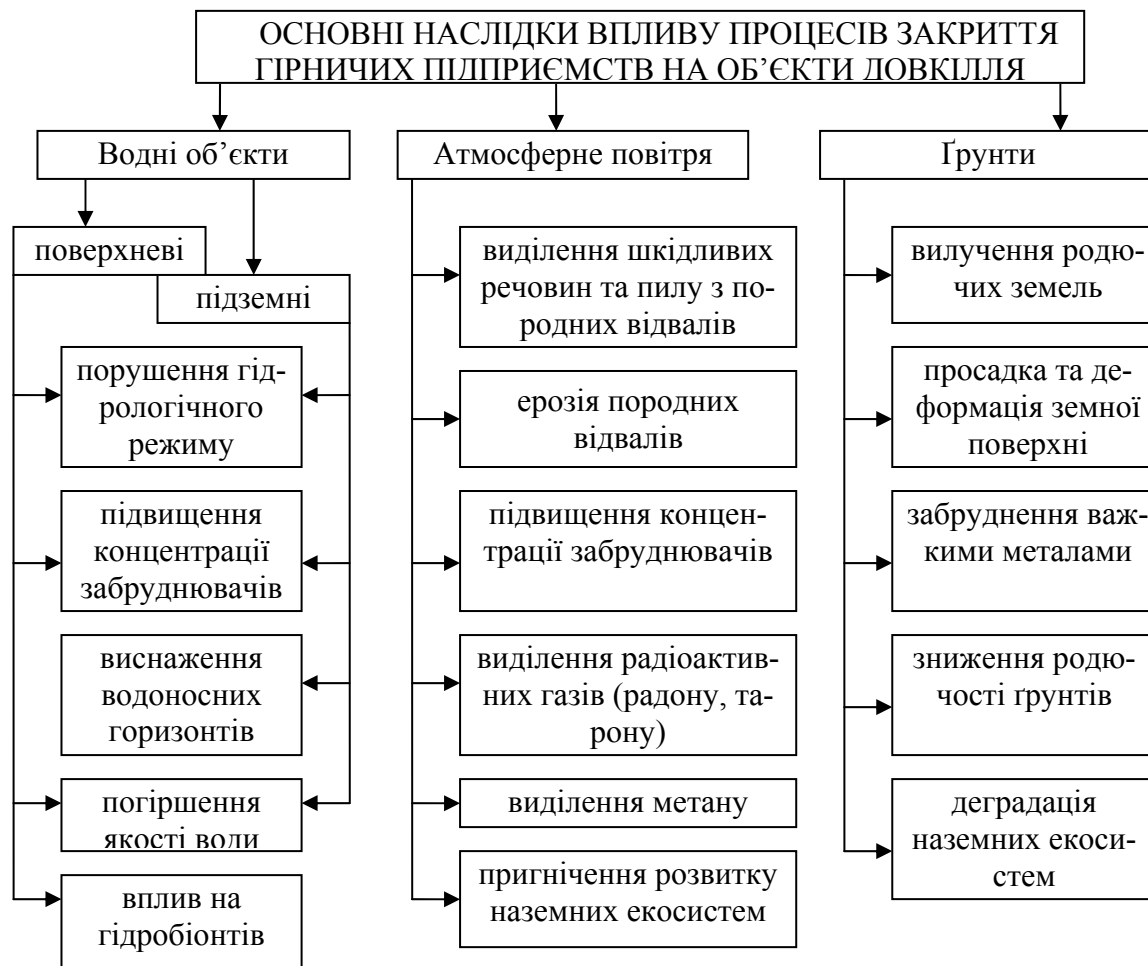 ОСНОВНІ НАСЛІДКИ ВПЛИВУ ПРОЦЕСІВ ЗАКРИТТЯ
ГІРНИЧИХ ПІДПРИЄМСТВ НА ОБ’ЄКТИ ДОВКІЛЛЯ
Водні об’єкти
поверхневі
підземні
порушення гід-
рологічного
режиму
підвищення
концентрації
забруднювачів
виснаження
водоносних
горизонтів
погіршення
якості води
вплив на
гідробіонтів
Атмосферне повітря
виділення шкідливих
речовин та пилу з по-
родних відвалів
ерозія породних
відвалів
підвищення концен-
трації забруднювачів
виділення радіоактив-
них газів (радону, та-
рону)
виділення метану
пригнічення розвитку
наземних екосистем
Ґрунти
вилучення родю-
чих земель
просадка та де-
формація земної
поверхні
забруднення важ-
кими металами
зниження родю-
чості ґрунтів
деградація
наземних екоси-
стем